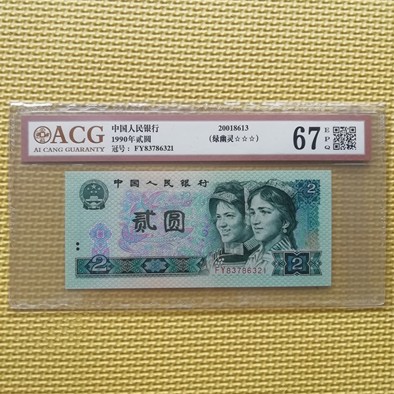 ACG
AI CANG GUARANTY
中国人民银行
1990年贰圆
冠号：FY83786321
20018613
(绿幽灵☆☆☆)
67 EPQ
中国人民银行
2
贰圆
2
2
FY83786321